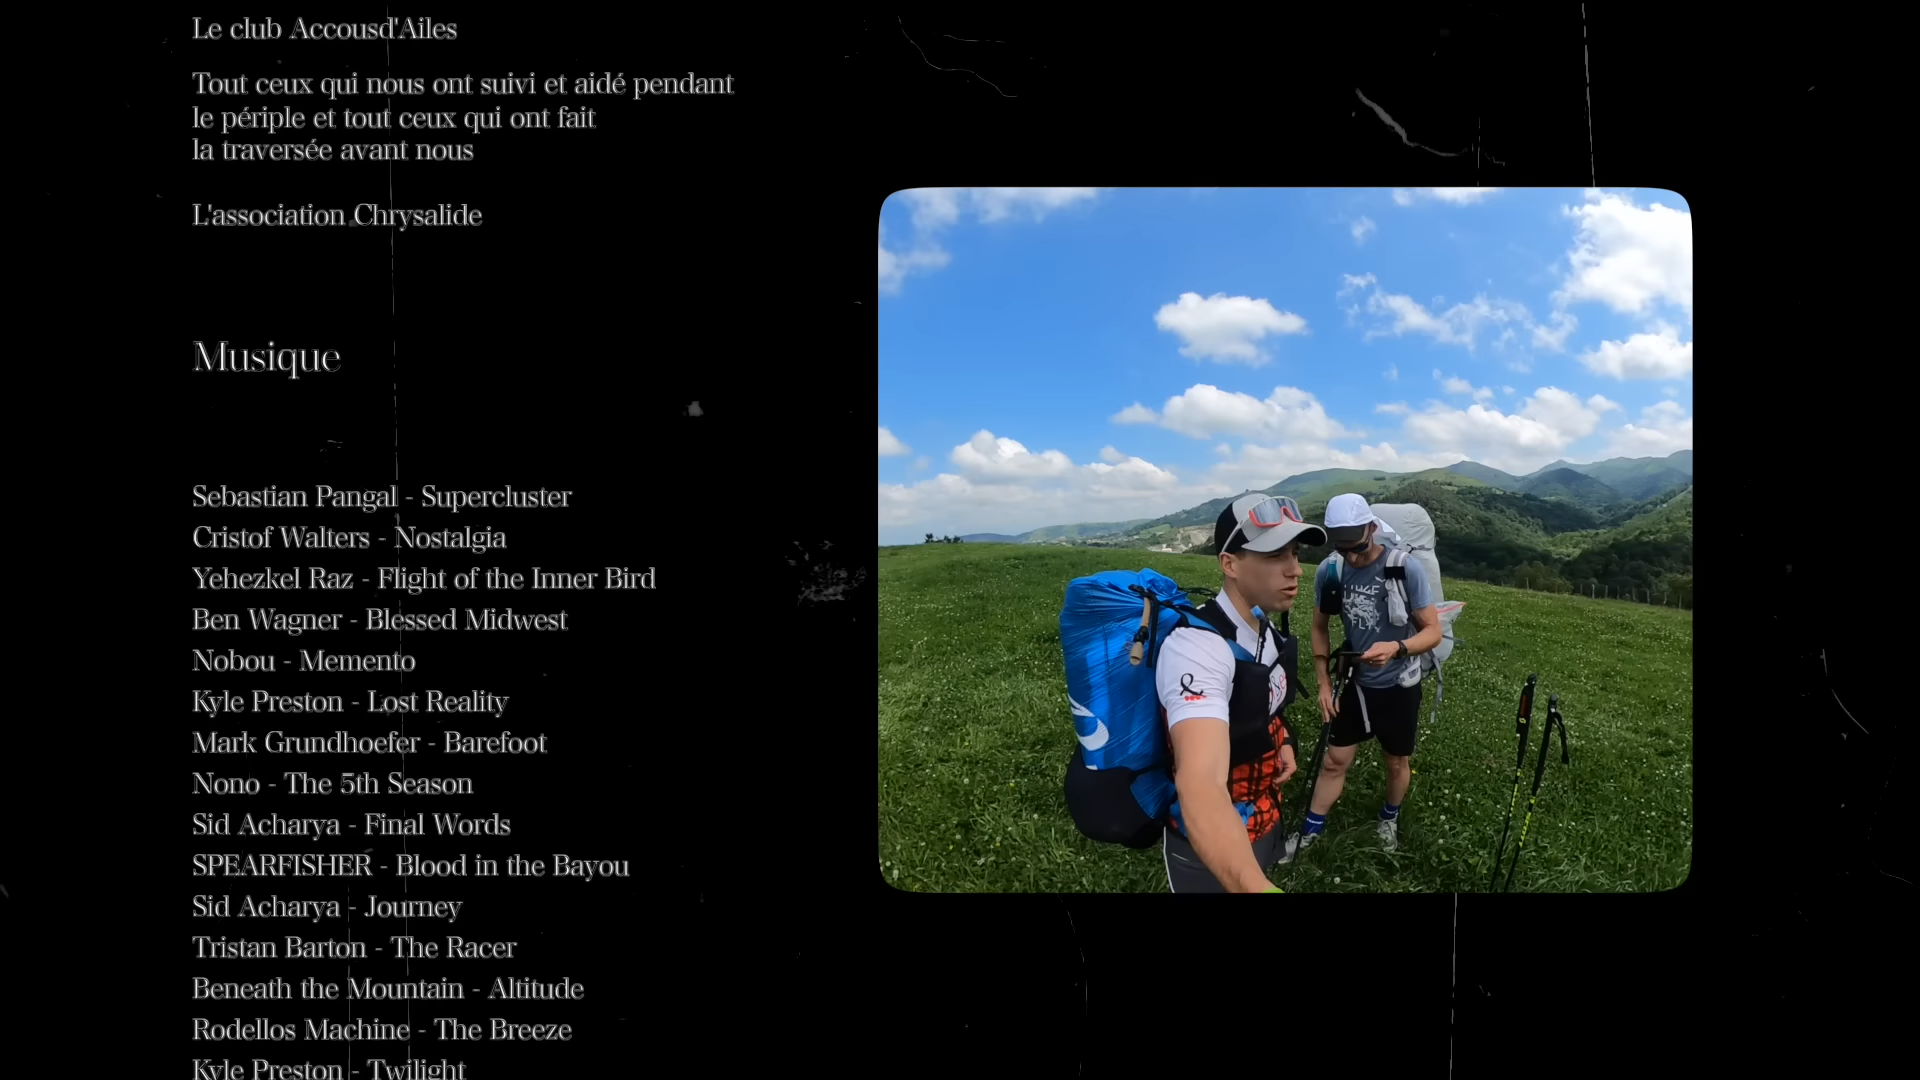 Le club Accousd'Ailes
Tout ceux qui nous ont suivi et aidé pendant
le périple et tout ceux qui ont fait
la traversée avant nous
L'association Chrysalide
Musique
Sebastian Pangal - Supercluster
Cristof Walters - Nostalgia
Yehezkel Raz - Flight of the Inner Bird
Ben Wagner - Blessed Midwest
Nobou - Memento
Kyle Preston - Lost Reality
Mark Grundhoefer - Barefoot
Nono - The 5th Season
Sid Acharya - Final Words
SPEARFISHER - Blood in the Bayou
Sid Acharya - Journey
Tristan Barton - The Racer
Beneath the Mountain - Altitude
Rodellos Machine - The Breeze
Kyle Preston - Twilight
FLY